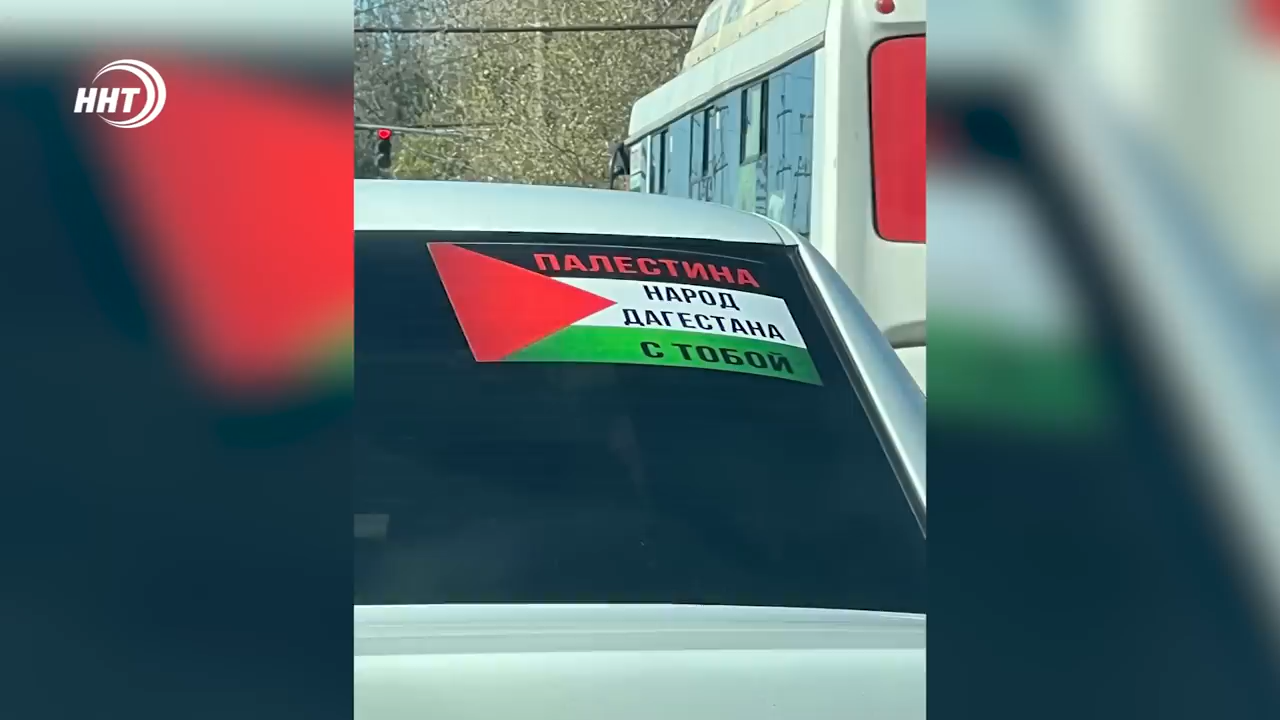 ННТ
ПАЛЕСТИНА
НАРОД
ДАГЕСТАНА
С ТОБОЙ